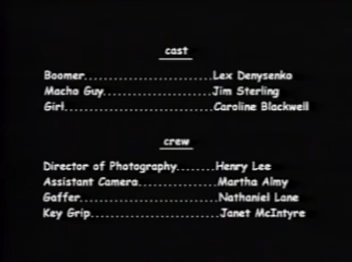 cast
Boomer......................Lex Denysenko
Macho Guy...................Jim Sterling
Girl..........................Caroline Blackwell
crew
Director of Photography........Henry Lee
Assistant Camera................Martha Almy
Gaffer............................Nathaniel Lane
Key Grip..........................Janet McIntyre